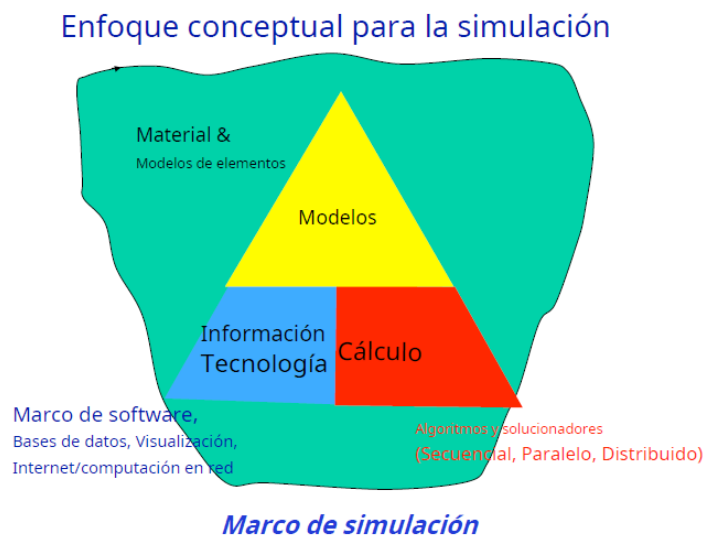 Enfoque conceptual para la simulación
Material &
Modelos de elementos
Modelos
Información
Tecnología
Cálculo
Marco de software,
Bases de datos, Visualización,
Internet/computación en red
Algoritmos y solucionadores
(Secuencial, Paralelo, Distribuido)
Marco de simulación